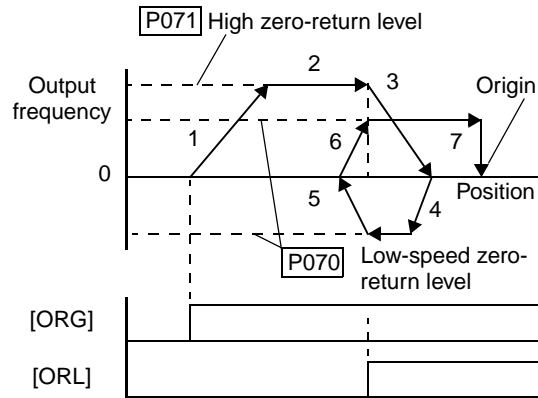 P071 High zero-return level
2
3
Output
frequency
Origin
1
6
7
0
5
4
Position
P070
Low-speed zero-
return level
[ORG]
[ORL]